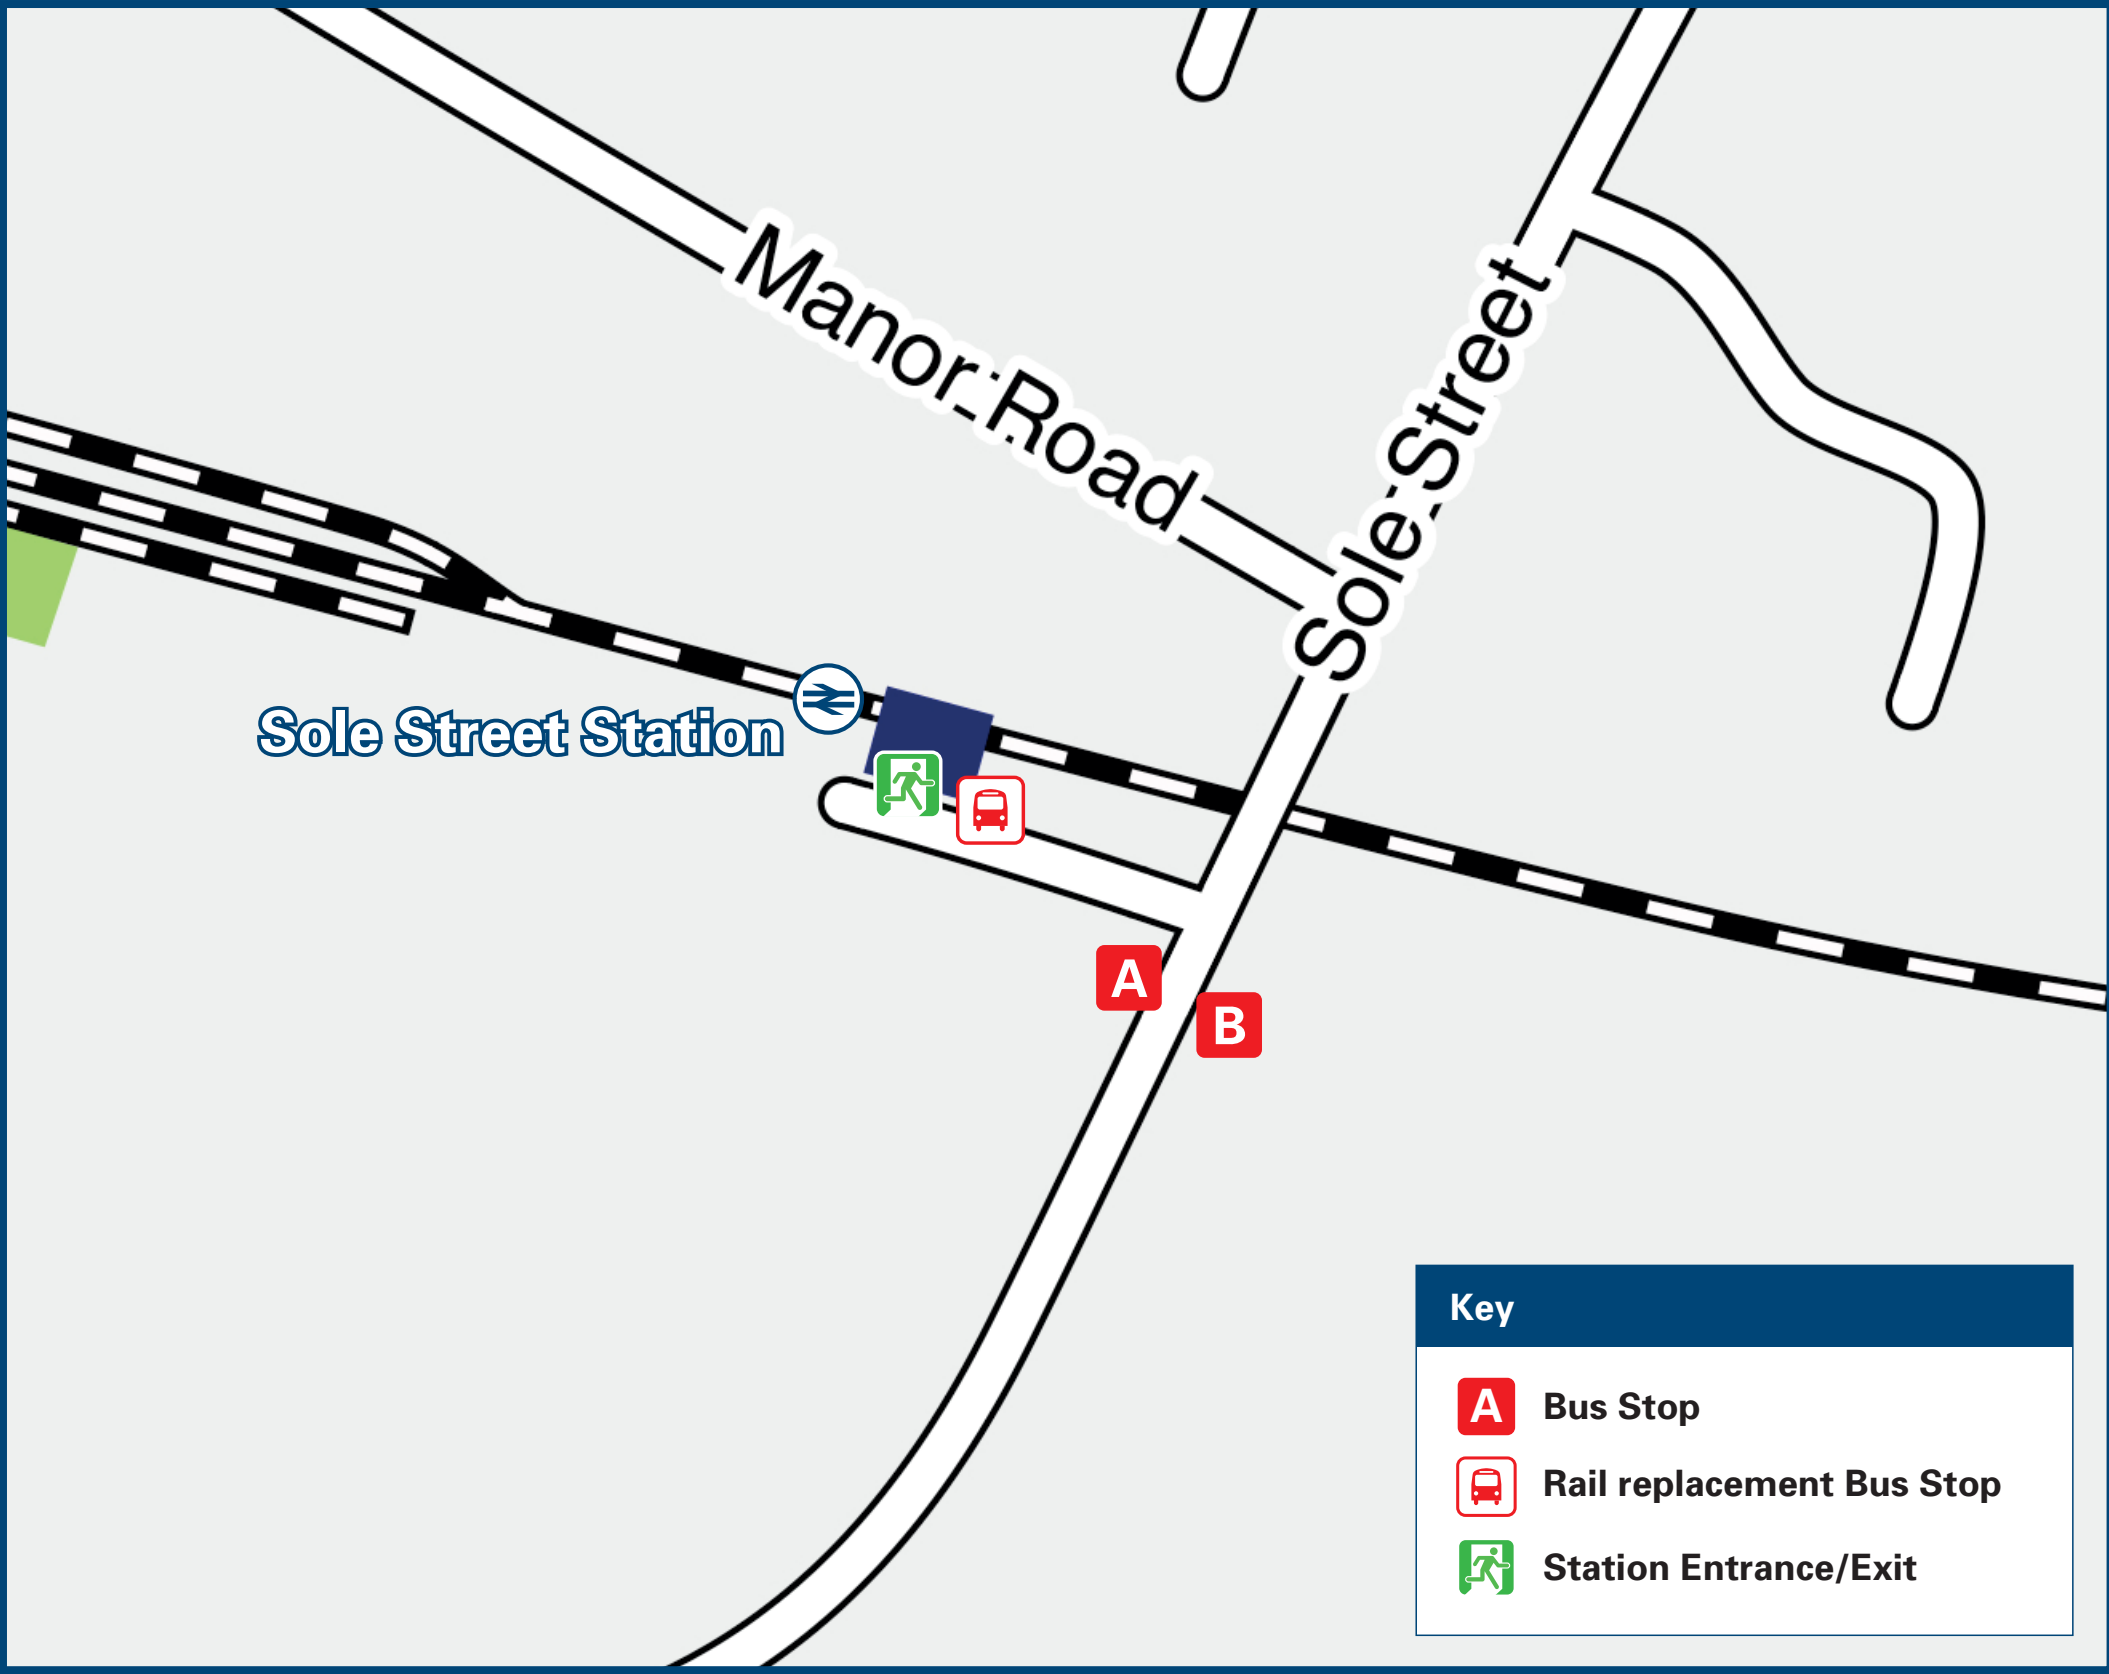 Manor Road
Sole Street
Sole Street Station
A
B
Key
A Bus Stop
Rail replacement Bus Stop
Station Entrance/Exit